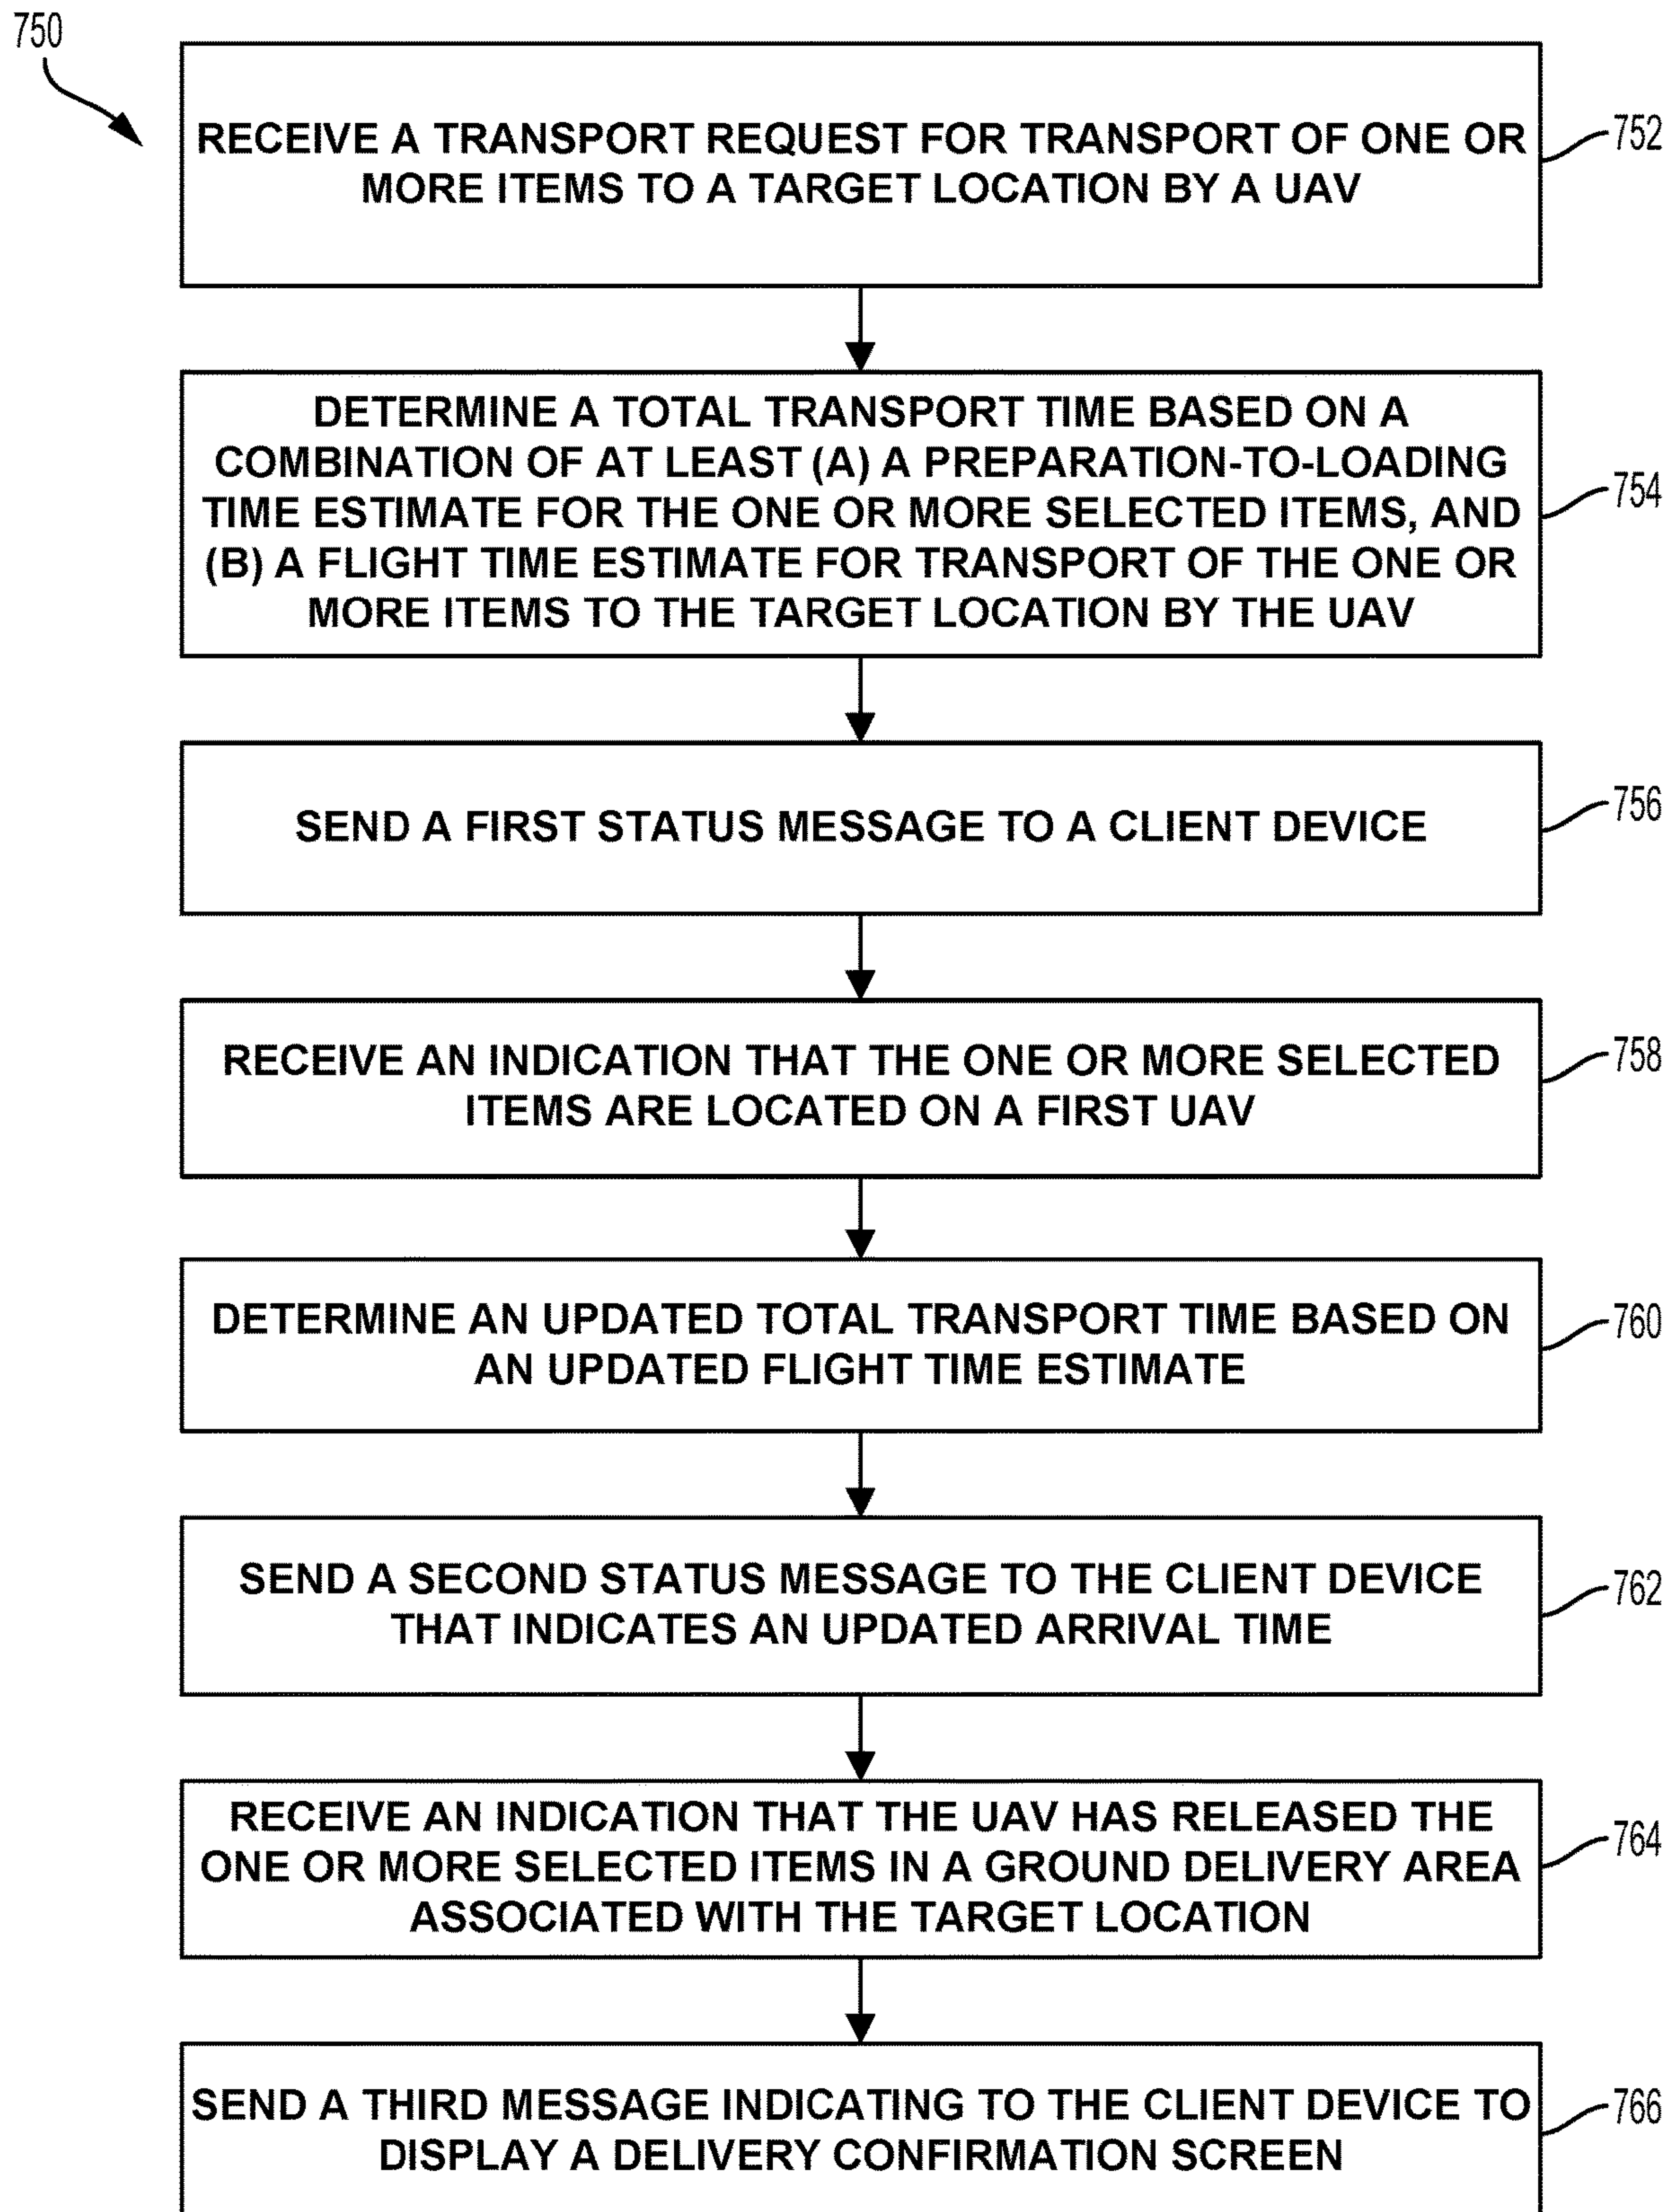 750
RECEIVE A TRANSPORT REQUEST FOR TRANSPORT OF ONE OR
MORE ITEMS TO A TARGET LOCATION BY A UAV
752
DETERMINE A TOTAL TRANSPORT TIME BASED ON A
COMBINATION OF AT LEAST (A) A PREPARATION-TO-LOADING
TIME ESTIMATE FOR THE ONE OR MORE SELECTED ITEMS, AND
(B) A FLIGHT TIME ESTIMATE FOR TRANSPORT OF THE ONE OR
MORE ITEMS TO THE TARGET LOCATION BY THE UAV
754
SEND A FIRST STATUS MESSAGE TO A CLIENT DEVICE
756
RECEIVE AN INDICATION THAT THE ONE OR MORE SELECTED
ITEMS ARE LOCATED ON A FIRST UAV
758
DETERMINE AN UPDATED TOTAL TRANSPORT TIME BASED ON
AN UPDATED FLIGHT TIME ESTIMATE
760
SEND A SECOND STATUS MESSAGE TO THE CLIENT DEVICE
THAT INDICATES AN UPDATED ARRIVAL TIME
762
RECEIVE AN INDICATION THAT THE UAV HAS RELEASED THE
ONE OR MORE SELECTED ITEMS IN A GROUND DELIVERY AREA
ASSOCIATED WITH THE TARGET LOCATION
764
SEND A THIRD MESSAGE INDICATING TO THE CLIENT DEVICE TO
DISPLAY A DELIVERY CONFIRMATION SCREEN
766